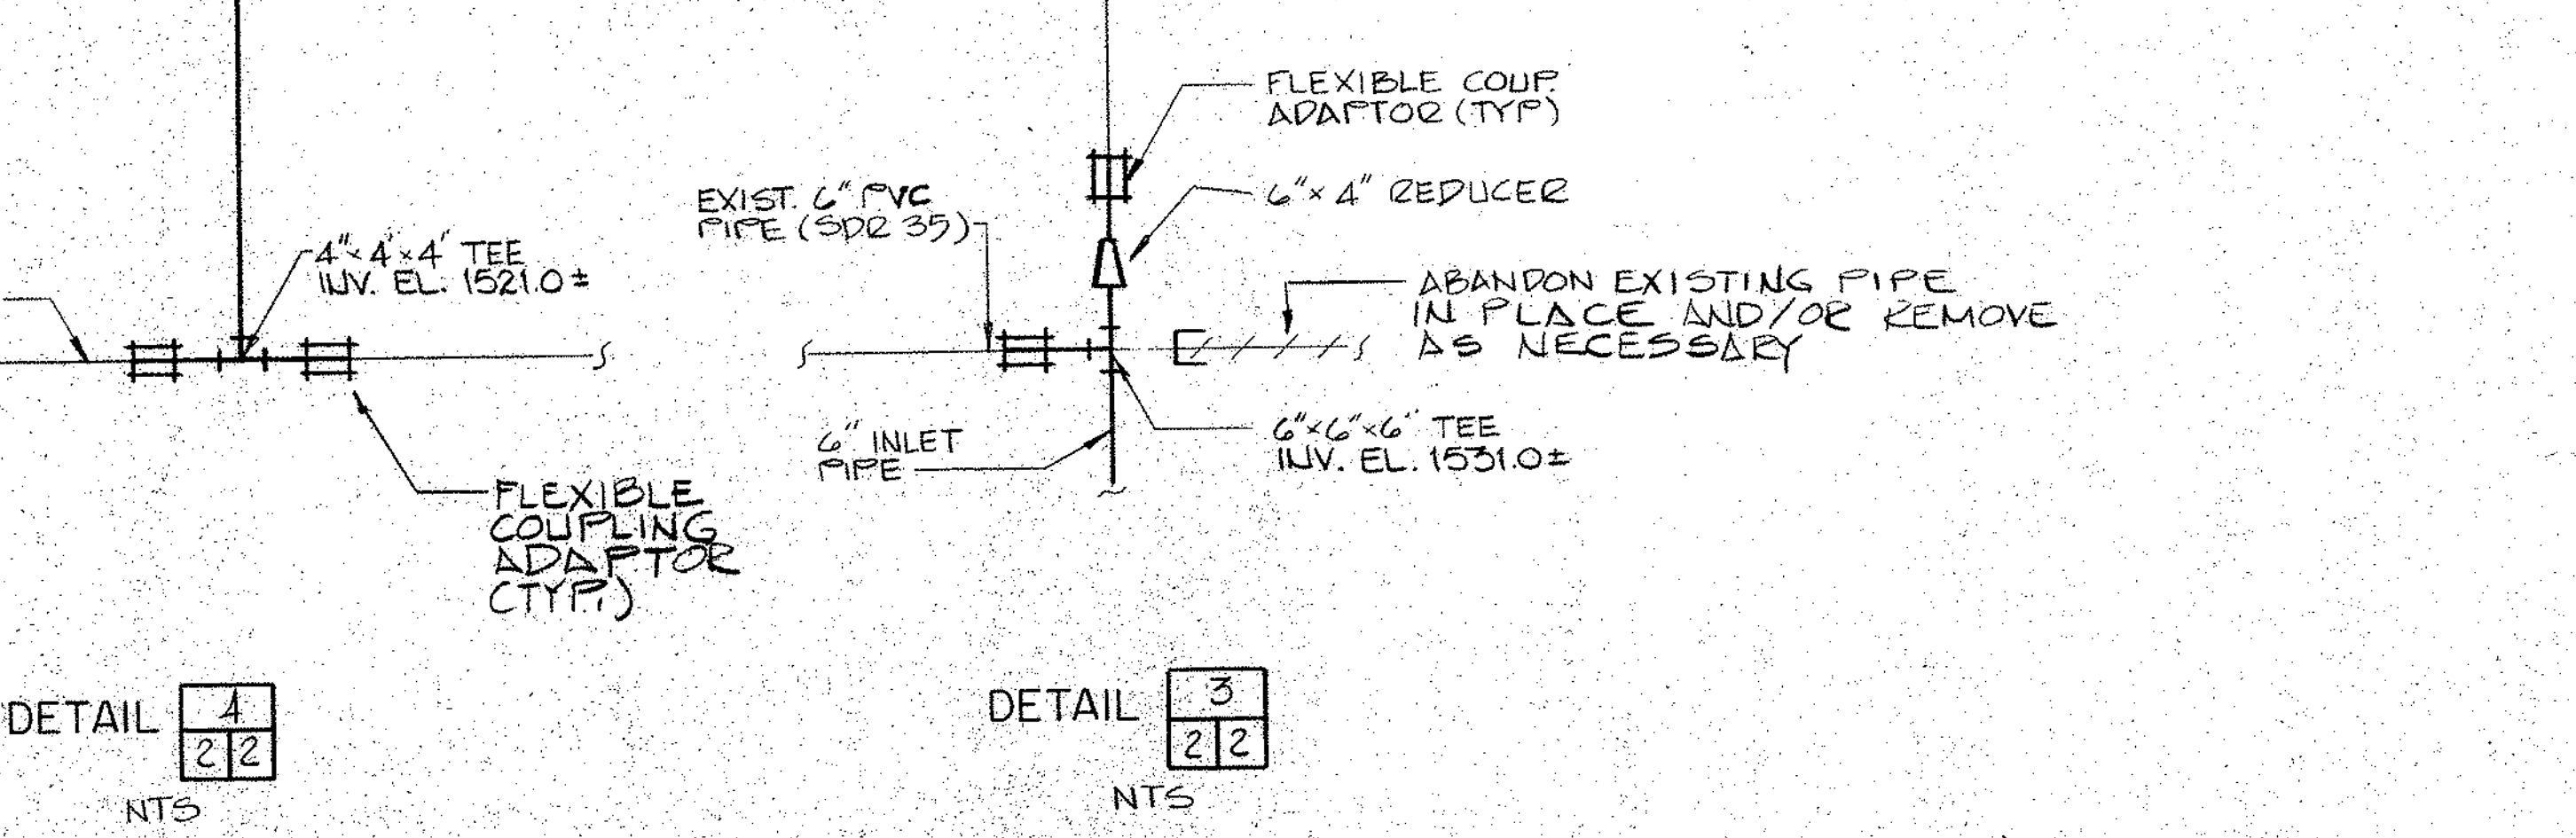 4"×4'×4' TEE
INV. EL. 1521.0±
FLEXIBLE
COUPLING
ADAPTOR
(TYP.)
DETAIL 4
2 2
NTS
FLEXIBLE COUP.
ADAPTOR (TYP)
6"×4" REDUCER
EXIST. 6" PVC
PIPE (SDR 35)
ABANDON EXISTING PIPE
IN PLACE AND/OR REMOVE
AS NECESSARY
6" INLET
PIPE
6"×6"×6" TEE
INV. EL. 1531.0±
DETAIL 3
2 2
NTS